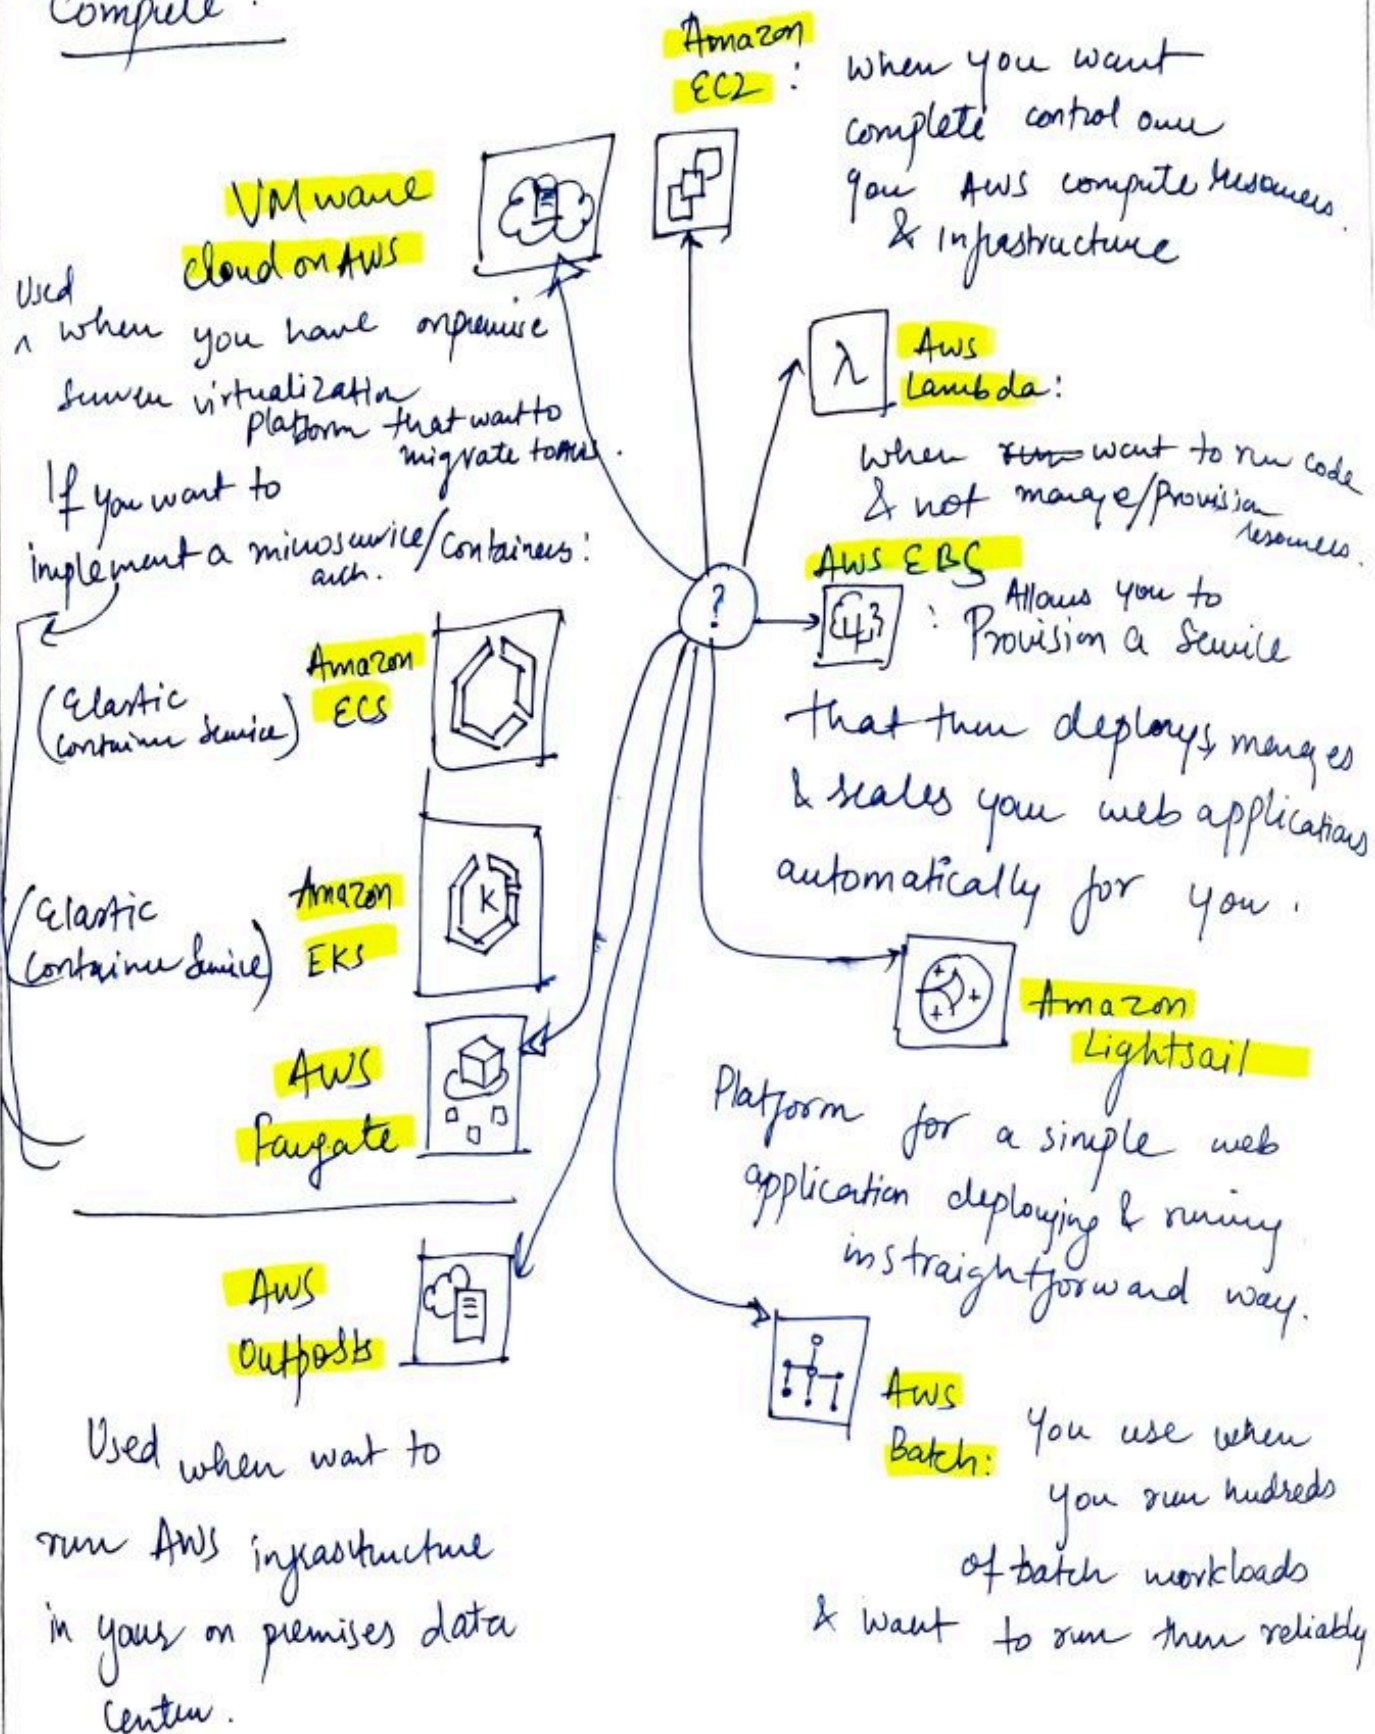 Compute :
Amazon
EC2 : when you want
complete control over
your AWS compute resources
& infrastructure
VMware
cloud on AWS
Used
^ when you have onpremise
server virtualization
Platform that want to
migrate to AWS.
AWS
Lambda:
when run want to run code
& not manage/provision
resources.
If you want to
implement a microservice/containers:
arch.
?
AWS EBS
: Allows you to
Provision a Service
that then deploys, manges
& scales your web applications
automatically for you.
Amazon
ECS
(Elastic
Container Service)
Amazon
EKS
K
(Elastic
Container Service)
AWS
Fargate
Amazon
Lightsail
Platform for a simple web
application deploying & runing
in straightforward way.
AWS
Outposts
Used when want to
run AWS infrasstructure
in your on premises data
center.
AWS
Batch: You use when
you run hudreds
of batch workloads
& want to run them reliably
λ